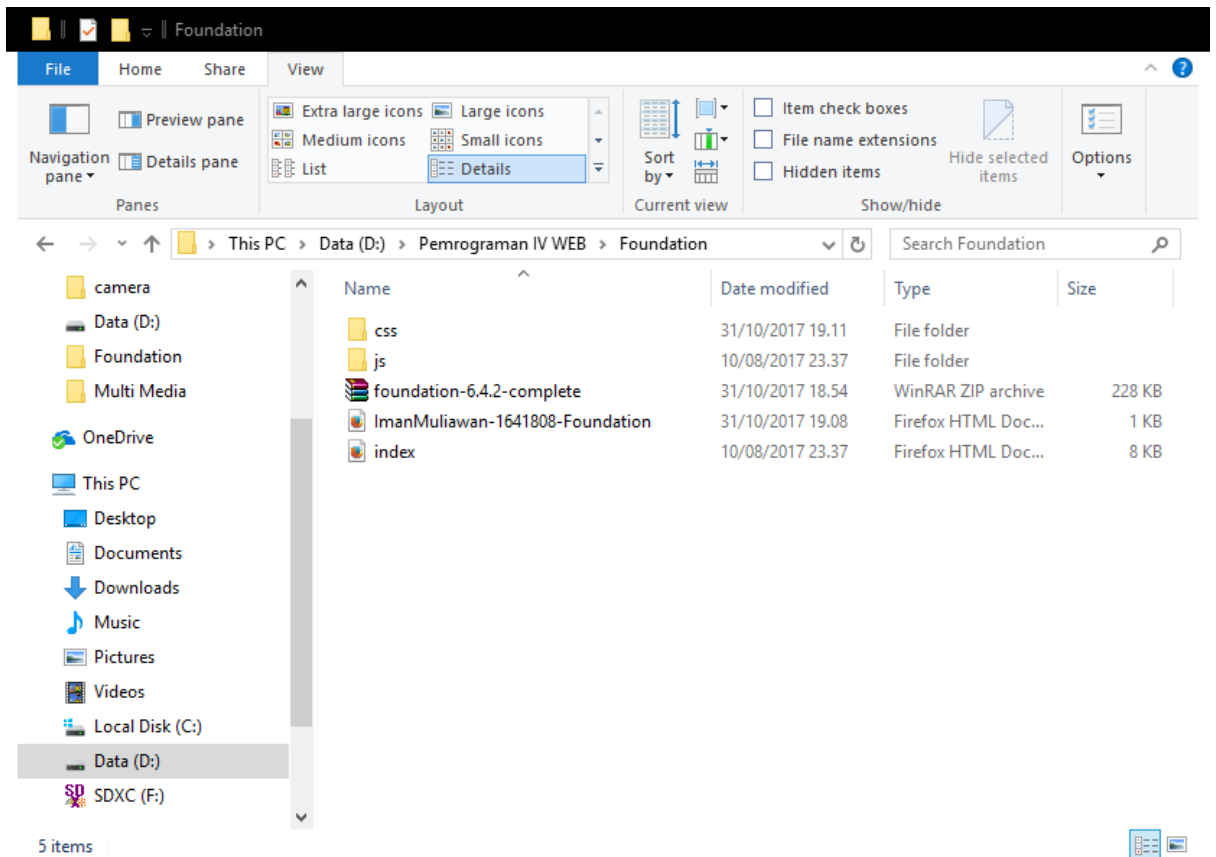 Foundation
File Home Share View
Navigation pane
Preview pane
Details pane
Panes
Extra large icons Large icons
Medium icons Small icons
List Details
Layout
Sort by
Current view
Item check boxes
File name extensions
Hidden items
Hide selected items
Show/hide
Options
This PC > Data (D:) > Pemrograman IV WEB > Foundation
Search Foundation
camera
Data (D:)
Foundation
Multi Media
OneDrive
This PC
Desktop
Documents
Downloads
Music
Pictures
Videos
Local Disk (C:)
Data (D:)
SDXC (F:)
Name Date modified Type Size
css 31/10/2017 19.11 File folder
js 10/08/2017 23.37 File folder
foundation-6.4.2-complete 31/10/2017 18.54 WinRAR ZIP archive 228 KB
ImanMuliawan-1641808-Foundation 31/10/2017 19.08 Firefox HTML Doc... 1 KB
index 10/08/2017 23.37 Firefox HTML Doc... 8 KB
5 items